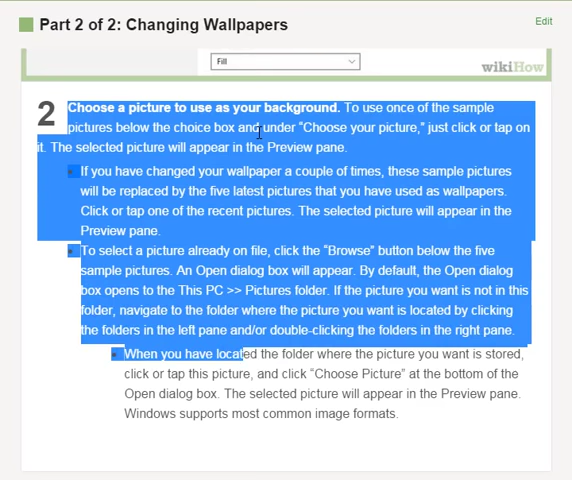 Part 2 of 2: Changing Wallpapers
Edit
Fill
wikiHow
2
Choose a picture to use as your background. To use once of the sample
pictures below the choice box and under “Choose your picture,” just click or tap on
it. The selected picture will appear in the Preview pane.
If you have changed your wallpaper a couple of times, these sample pictures
will be replaced by the five latest pictures that you have used as wallpapers.
Click or tap one of the recent pictures. The selected picture will appear in the
Preview pane.
To select a picture already on file, click the “Browse” button below the five
sample pictures. An Open dialog box will appear. By default, the Open dialog
box opens to the This PC >> Pictures folder. If the picture you want is not in this
folder, navigate to the folder where the picture you want is located by clicking
the folders in the left pane and/or double-clicking the folders in the right pane.
When you have located the folder where the picture you want is stored,
click or tap this picture, and click “Choose Picture” at the bottom of the
Open dialog box. The selected picture will appear in the Preview pane.
Windows supports most common image formats.